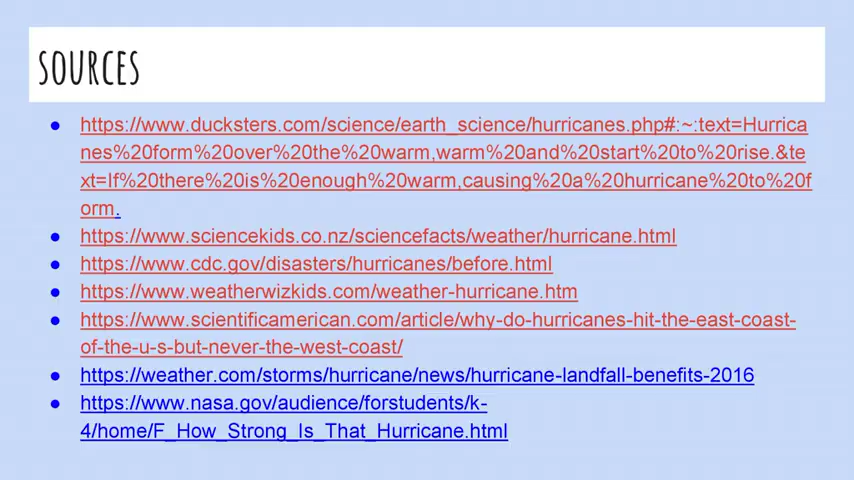 sources
https://www.ducksters.com/science/earth_science/hurricanes.php#:~:text=Hurrica
nes%20form%20over%20the%20warm,warm%20and%20start%20to%20rise.&te
xt=If%20there%20is%20enough%20warm,causing%20a%20hurricane%20to%20f
orm.
https://www.sciencekids.co.nz/sciencefacts/weather/hurricane.html
https://www.cdc.gov/disasters/hurricanes/before.html
https://www.weatherwizkids.com/weather-hurricane.htm
https://www.scientificamerican.com/article/why-do-hurricanes-hit-the-east-coast-
of-the-u-s-but-never-the-west-coast/
https://weather.com/storms/hurricane/news/hurricane-landfall-benefits-2016
https://www.nasa.gov/audience/forstudents/k-
4/home/F_How_Strong_Is_That_Hurricane.html